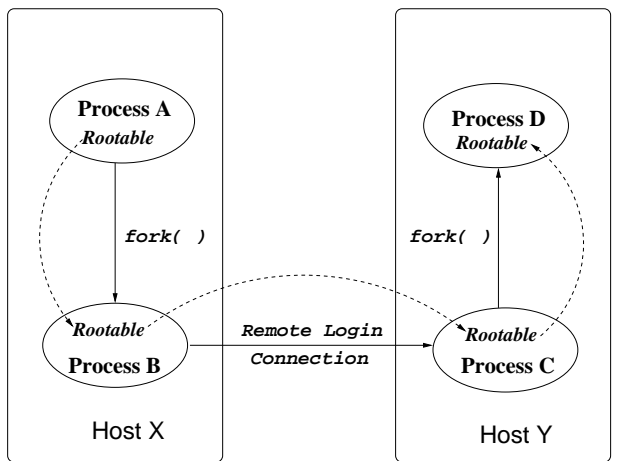 Process A
Rootable
fork( )
Rootable
Process B
Host X
Remote Login
Connection
Process D
Rootable
fork( )
Rootable
Process C
Host Y